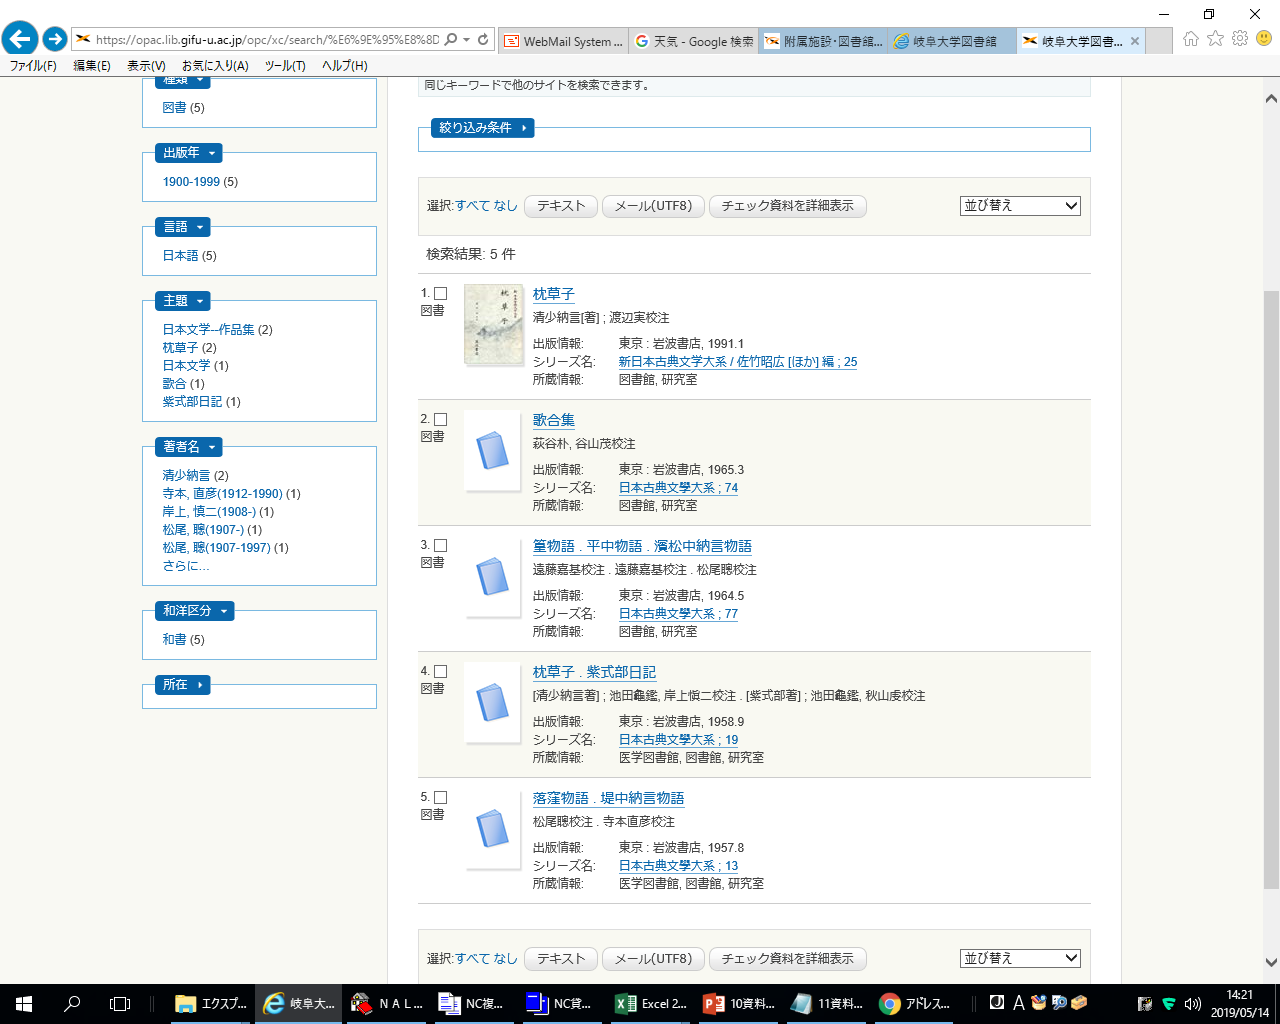 https://opac.lib.gifu-u.ac.jp/opc/xc/search/%E6%9E%95%E8%8D
WebMail System ...
天気 - Google 検索
附属施設・図書館...
岐阜大学図書館
岐阜大学図書...
ファイル(F) 編集(E) 表示(V) お気に入り(A) ツール(T) ヘルプ(H)
種類
図書 (5)
出版年
1900-1999 (5)
言語
日本語 (5)
主題
日本文学--作品集 (2)
枕草子 (2)
日本文学 (1)
歌合 (1)
紫式部日記 (1)
著者名
清少納言 (2)
寺本, 直彦(1912-1990) (1)
岸上, 慎二(1908-) (1)
松尾, 聰(1907-) (1)
松尾, 聰(1907-1997) (1)
さらに...
和洋区分
和書 (5)
所在
同じキーワードで他のサイトを検索できます。
絞り込み条件
選択:すべて なし テキスト メール(UTF8) チェック資料を詳細表示 並び替え
検索結果: 5 件
1.
図書
枕草子
清少納言[著] ; 渡辺実校注
出版情報: 東京 : 岩波書店, 1991.1
シリーズ名: 新日本古典文学大系 / 佐竹昭広 [ほか] 編 ; 25
所蔵情報: 図書館, 研究室
2.
図書
歌合集
萩谷朴, 谷山茂校注
出版情報: 東京 : 岩波書店, 1965.3
シリーズ名: 日本古典文學大系 ; 74
所蔵情報: 図書館, 研究室
3.
図書
篁物語 . 平中物語 . 濱松中納言物語
遠藤嘉基校注 . 遠藤嘉基校注 . 松尾聰校注
出版情報: 東京 : 岩波書店, 1964.5
シリーズ名: 日本古典文學大系 ; 77
所蔵情報: 図書館, 研究室
4.
図書
枕草子 . 紫式部日記
[清少納言著] ; 池田龜鑑, 岸上愼二校注 . [紫式部著] ; 池田龜鑑, 秋山虔校注
出版情報: 東京 : 岩波書店, 1958.9
シリーズ名: 日本古典文學大系 ; 19
所蔵情報: 医学図書館, 図書館, 研究室
5.
図書
落窪物語 . 堤中納言物語
松尾聰校注 . 寺本直彦校注
出版情報: 東京 : 岩波書店, 1957.8
シリーズ名: 日本古典文學大系 ; 13
所蔵情報: 医学図書館, 図書館, 研究室
選択:すべて なし テキスト メール(UTF8) チェック資料を詳細表示 並び替え
エクスプ...
岐阜大...
ＮＡＬ...
NC複...
NC貸...
Excel 2...
10資料...
11資料...
アドレス...
A
14:21
2019/05/14